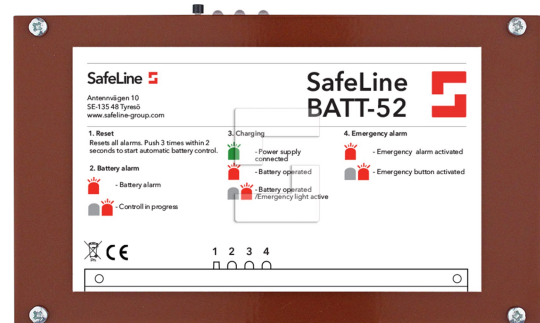 SafeLine
Antennvägen 10
SE-135 48 Tyresö
www.safeline-group.com
SafeLine
BATT-52
1. Reset
Resets all alarms. Push 3 times within 2
seconds to start automatic battery control.
2. Battery alarm
- Battery alarm
- Controll in progress
3. Charging
- Power supply
connected
- Battery operated
- Battery operated
/Emergency light active
4. Emergency alarm
- Emergency alarm activated
- Emergency button activated
CE
1 2 3 4